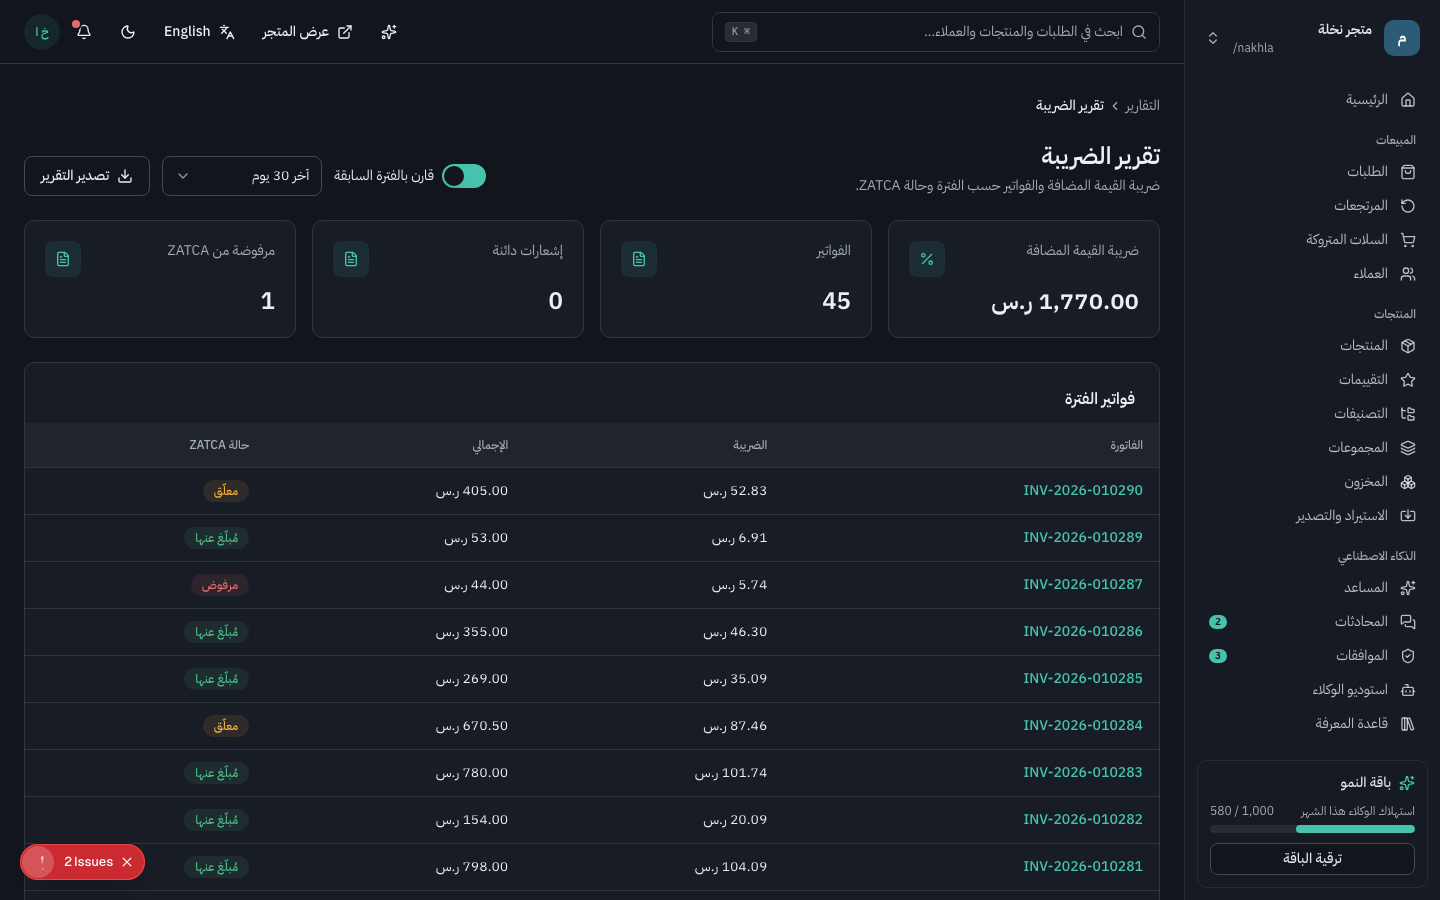 م
متجر نخلة
/nakhla
الرئيسية
المبيعات
الطلبات
المرتجعات
السلات المتروكة
العملاء
المنتجات
المنتجات
التقييمات
التصنيفات
المجموعات
المخزون
الاستيراد والتصدير
الذكاء الاصطناعي
المساعد
المحادثات 2
الموافقات 3
استوديو الوكلاء
قاعدة المعرفة
باقة النمو
استهلاك الوكلاء هذا الشهر 580 / 1,000
ترقية الباقة
ابحث في الطلبات والمنتجات والعملاء... ⌘ K
عرض المتجر
English
خ ا
التقارير › تقرير الضريبة
تقرير الضريبة
ضريبة القيمة المضافة والفواتير حسب الفترة وحالة ZATCA.
قارن بالفترة السابقة
آخر 30 يوم
تصدير التقرير
ضريبة القيمة المضافة
1,770.00 ر.س
الفواتير
45
إشعارات دائنة
0
مرفوضة من ZATCA
1
فواتير الفترة
الفاتورة الضريبة الإجمالي حالة ZATCA
INV-2026-010290 52.83 ر.س 405.00 ر.س معلّق
INV-2026-010289 6.91 ر.س 53.00 ر.س مُبلّغ عنها
INV-2026-010287 5.74 ر.س 44.00 ر.س مرفوض
INV-2026-010286 46.30 ر.س 355.00 ر.س مُبلّغ عنها
INV-2026-010285 35.09 ر.س 269.00 ر.س مُبلّغ عنها
INV-2026-010284 87.46 ر.س 670.50 ر.س معلّق
INV-2026-010283 101.74 ر.س 780.00 ر.س مُبلّغ عنها
INV-2026-010282 20.09 ر.س 154.00 ر.س مُبلّغ عنها
INV-2026-010281 104.09 ر.س 798.00 ر.س مُبلّغ عنها
2 Issues